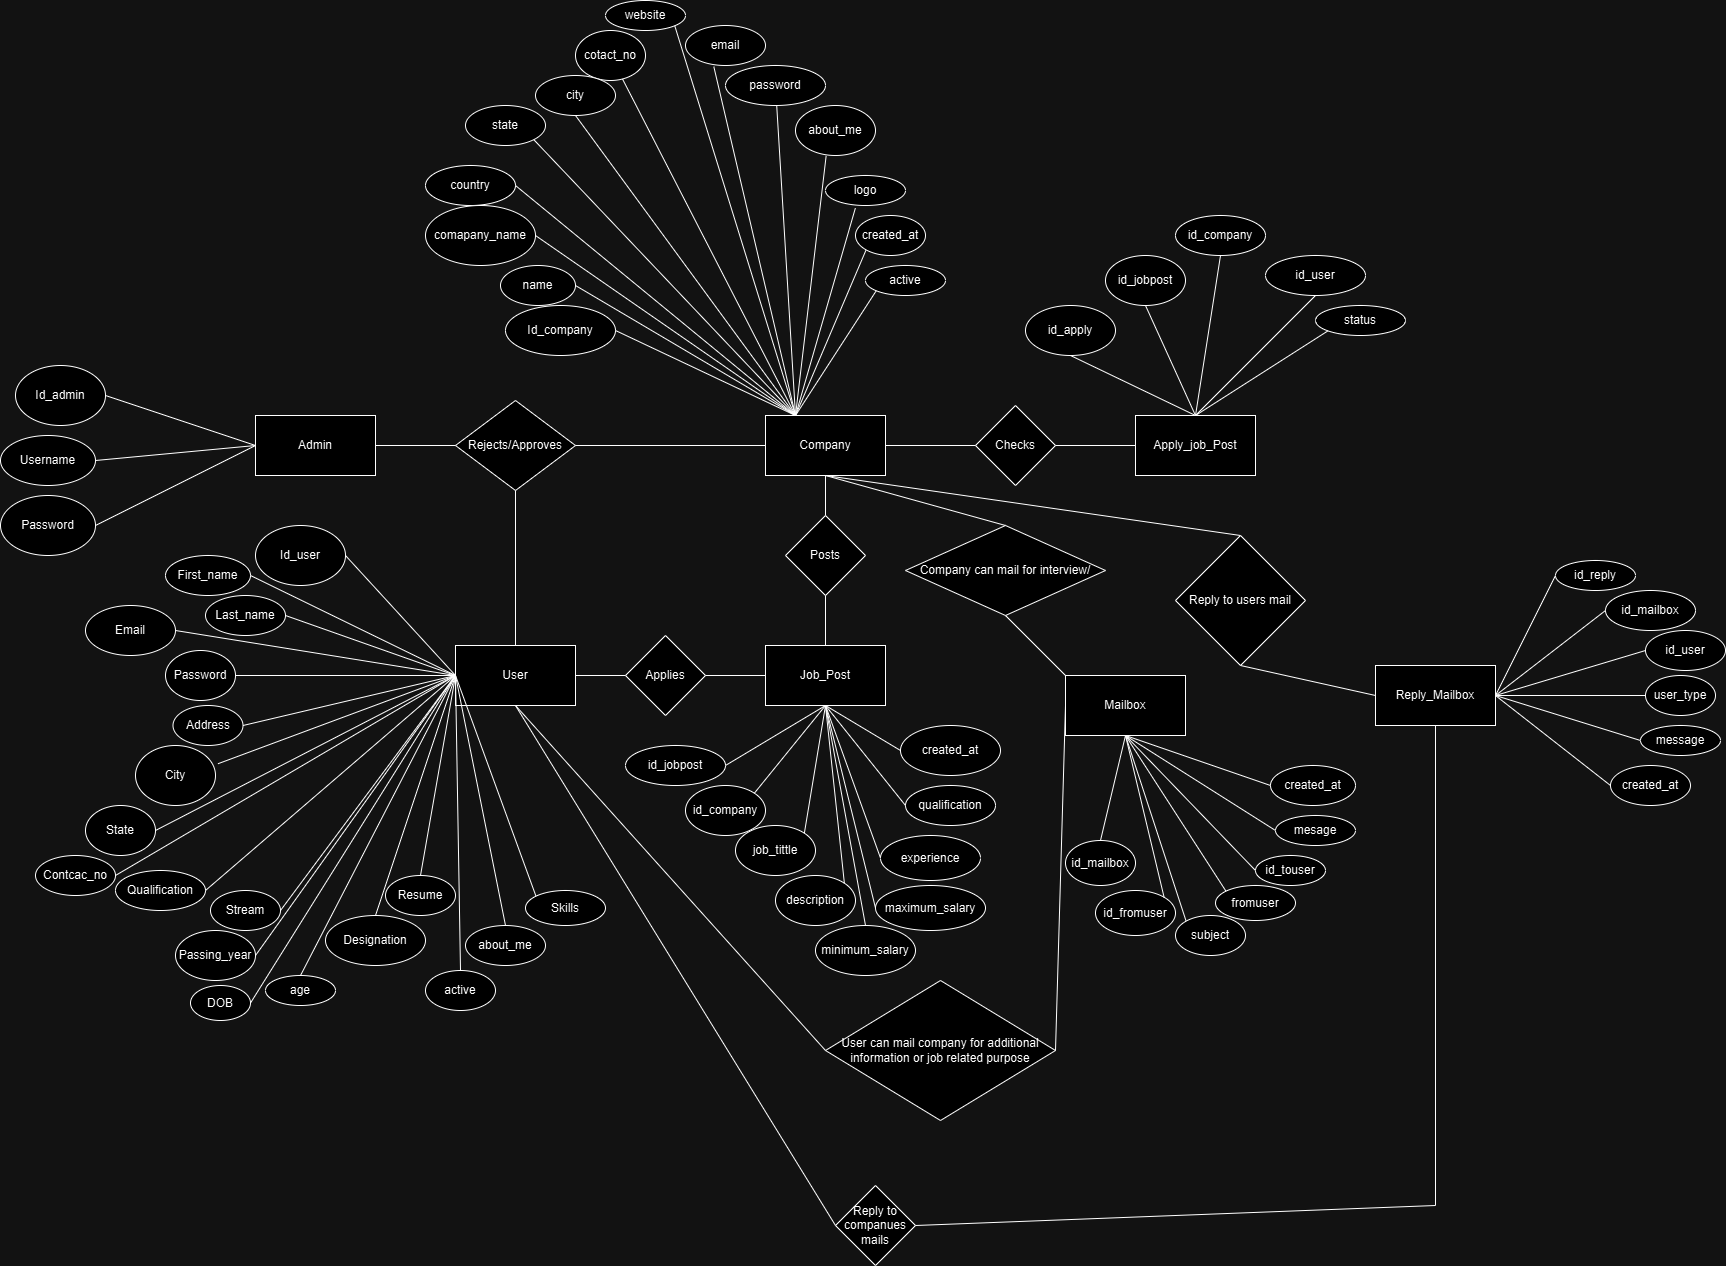 website
email
cotact_no
password
city
state
about_me
country
logo
comapany_name
created_at
id_company
name
active
id_jobpost
id_user
Id_company
id_apply
status
Id_admin
Username
Password
Admin
Rejects/Approves
Company
Checks
Apply_job_Post
Id_user
First_name
Last_name
Email
Password
Address
City
State
Contcac_no
Qualification
Stream
Passing_year
DOB
age
Designation
Resume
active
about_me
Skills
User
Applies
Posts
Job_Post
Company can mail for interview/
Reply to users mail
id_reply
id_mailbox
id_user
user_type
message
created_at
Reply_Mailbox
Mailbox
id_jobpost
id_company
job_tittle
description
minimum_salary
maximum_salary
experience
qualification
created_at
id_mailbox
id_fromuser
subject
fromuser
id_touser
mesage
created_at
User can mail company for additional
information or job related purpose
Reply to
companues
mails